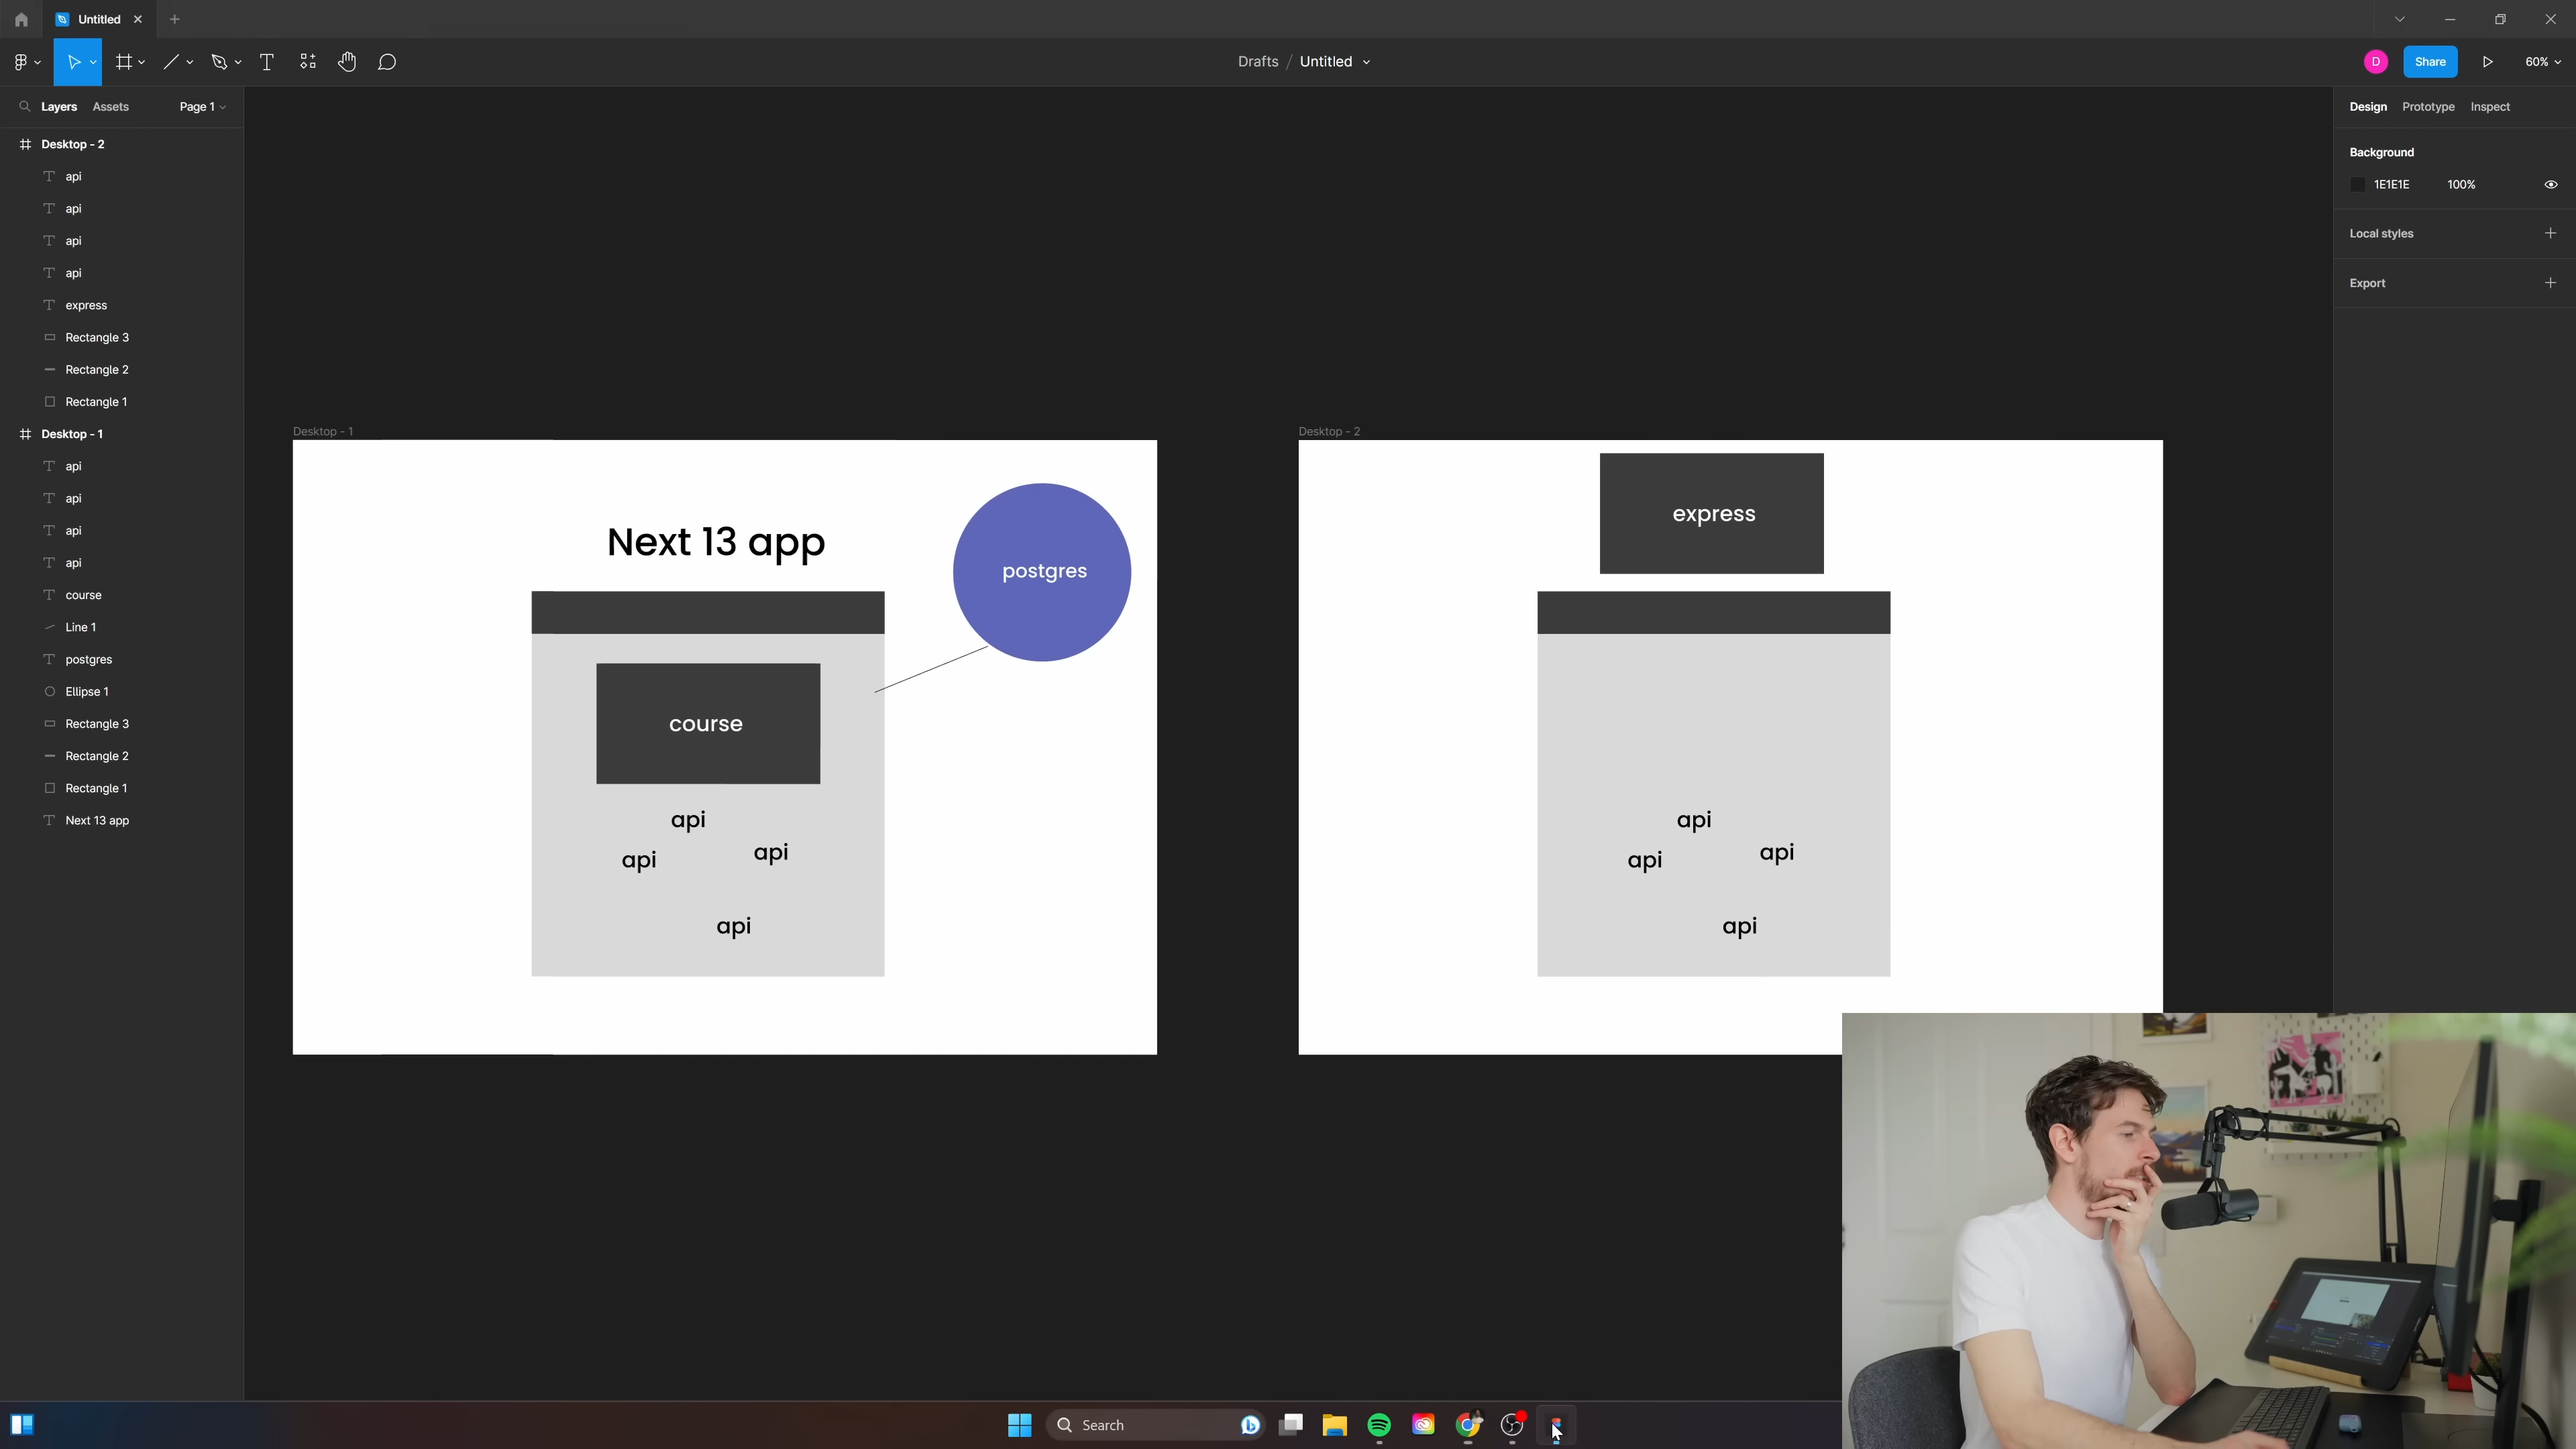 Untitled
Drafts / Untitled
D
Share
60%
Layers
Assets
Page 1
Design
Prototype
Inspect
Desktop - 2
api
api
api
api
express
Rectangle 3
Rectangle 2
Rectangle 1
Desktop - 1
api
api
api
api
course
Line 1
postgres
Ellipse 1
Rectangle 3
Rectangle 2
Rectangle 1
Next 13 app
Background
1E1E1E
100%
Local styles
Export
Desktop - 1
Next 13 app
postgres
course
api
api
api
api
Desktop - 2
express
api
api
api
api
Search